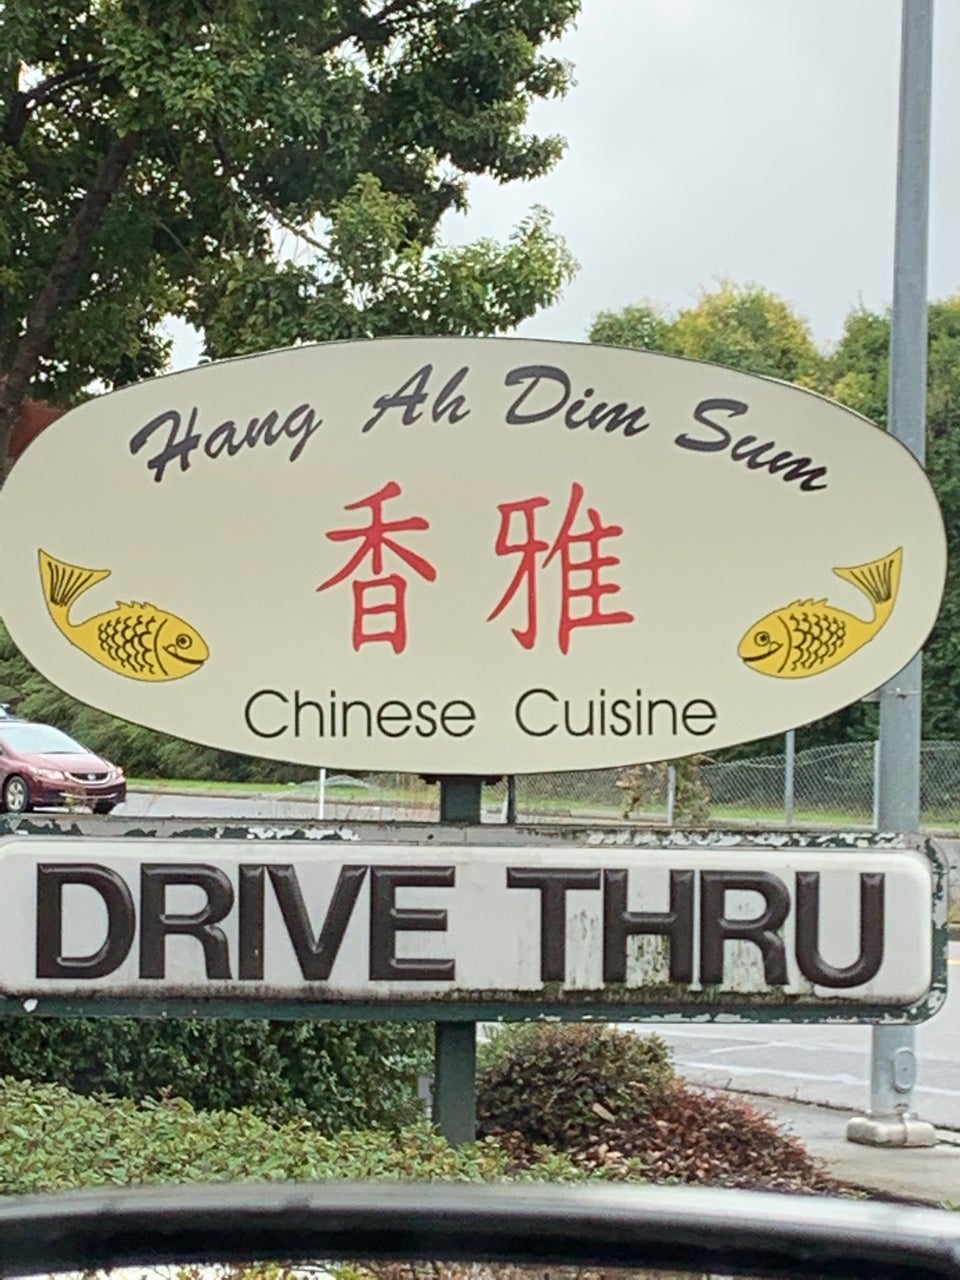 Hang Ah Dim Sum
香雅
Chinese Cuisine
DRIVE THRU